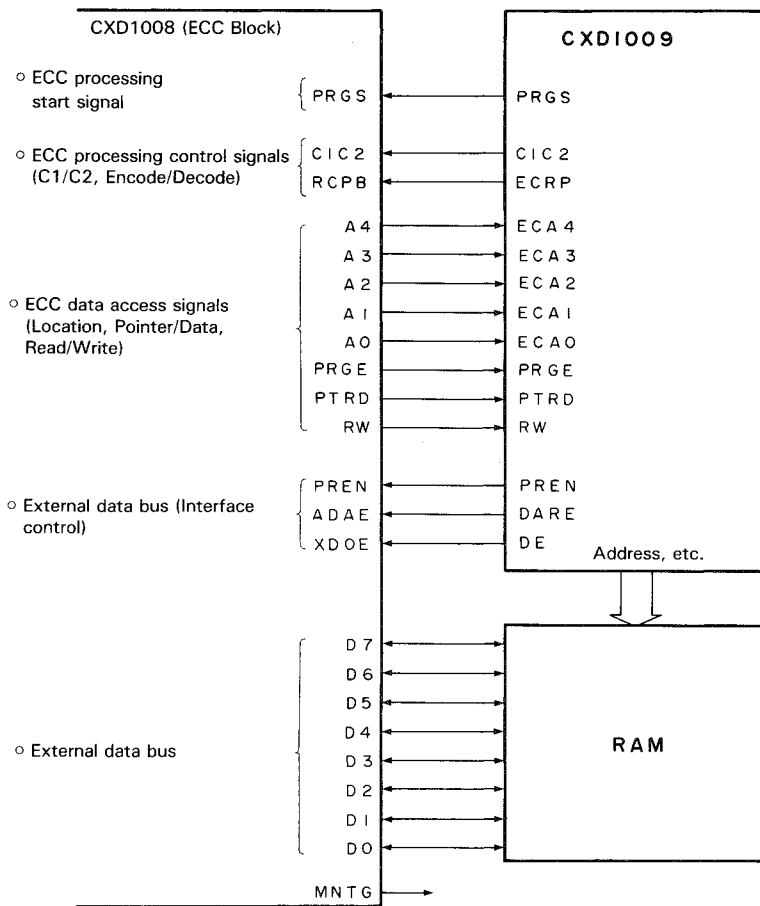 CXD1008 (ECC Block)
CXD1009
○ ECC processing
start signal
PRGS
PRGS
○ ECC processing control signals
(C1/C2, Encode/Decode)
CIC2
CIC2
RCPB
ECRP
○ ECC data access signals
(Location, Pointer/Data,
Read/Write)
A4
ECA4
A3
ECA3
A2
ECA2
A1
ECA1
A0
ECA0
PRGE
PRGE
PTRD
PTRD
RW
RW
○ External data bus (Interface
control)
PREN
PREN
ADAE
DARE
XDOE
DE
Address, etc.
○ External data bus
D7
D6
D5
D4
D3
D2
D1
D0
RAM
MNTG